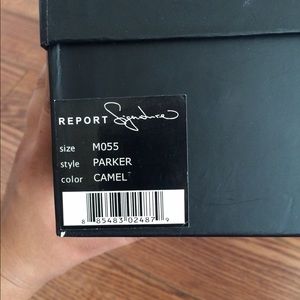 REPORT Signature
size M055
style PARKER
color CAMEL
8 85483 02487 9